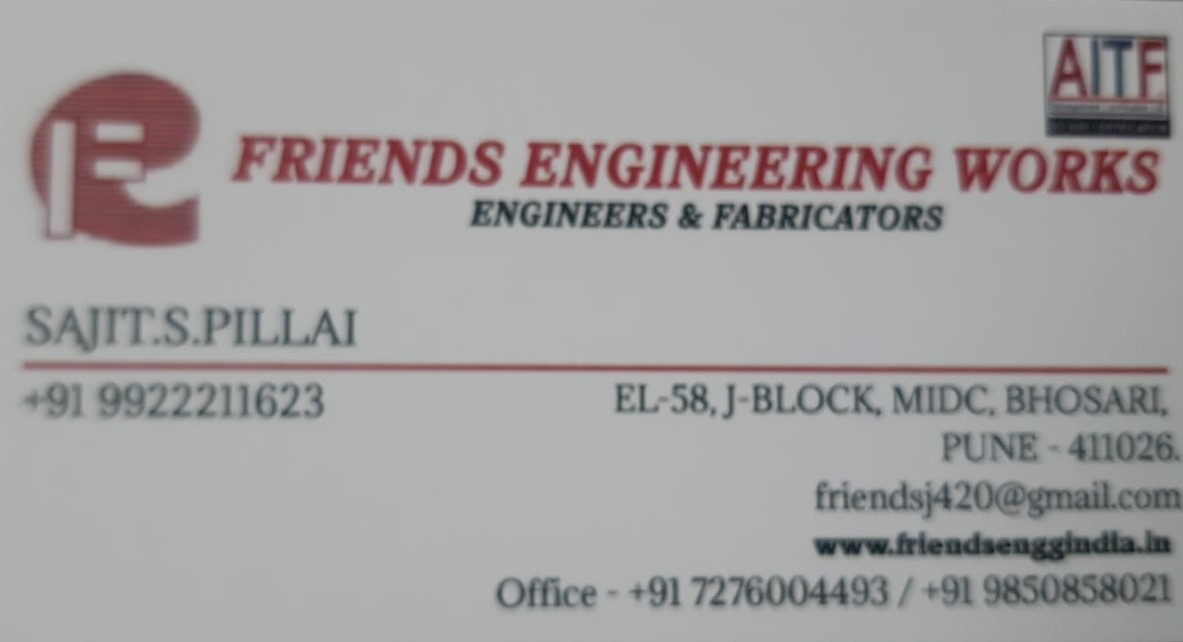 AITF
FRIENDS ENGINEERING WORKS
ENGINEERS & FABRICATORS
SAJIT.S.PILLAI
+91 9922211623
EL-58, J-BLOCK, MIDC, BHOSARI,
PUNE - 411026.
friendsj420@gmail.com
www.friendsenggindia.in
Office - +91 7276004493 / +91 9850858021